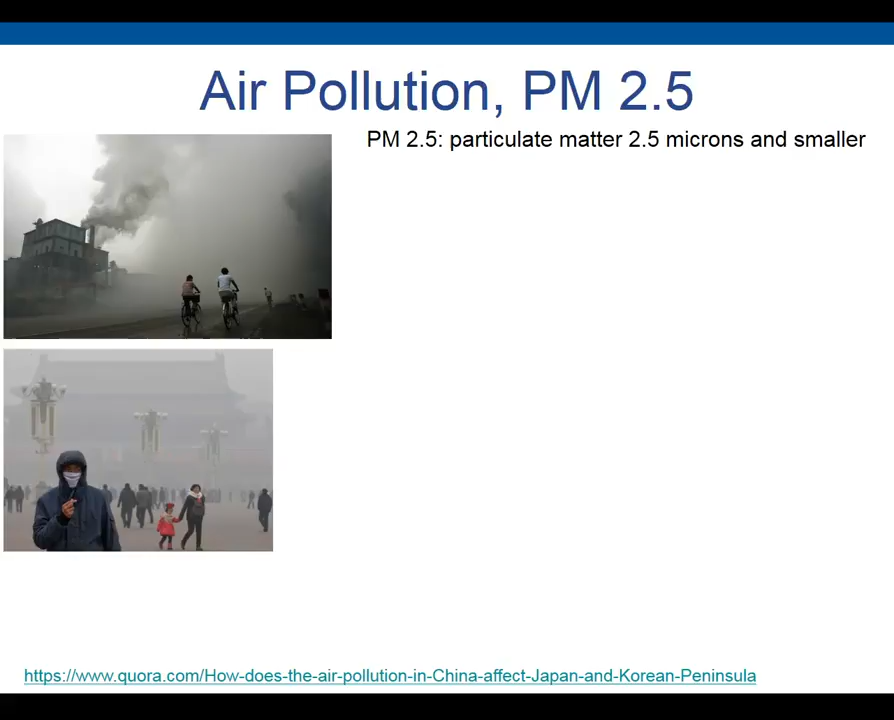 Air Pollution, PM 2.5
PM 2.5: particulate matter 2.5 microns and smaller
https://www.quora.com/How-does-the-air-pollution-in-China-affect-Japan-and-Korean-Peninsula